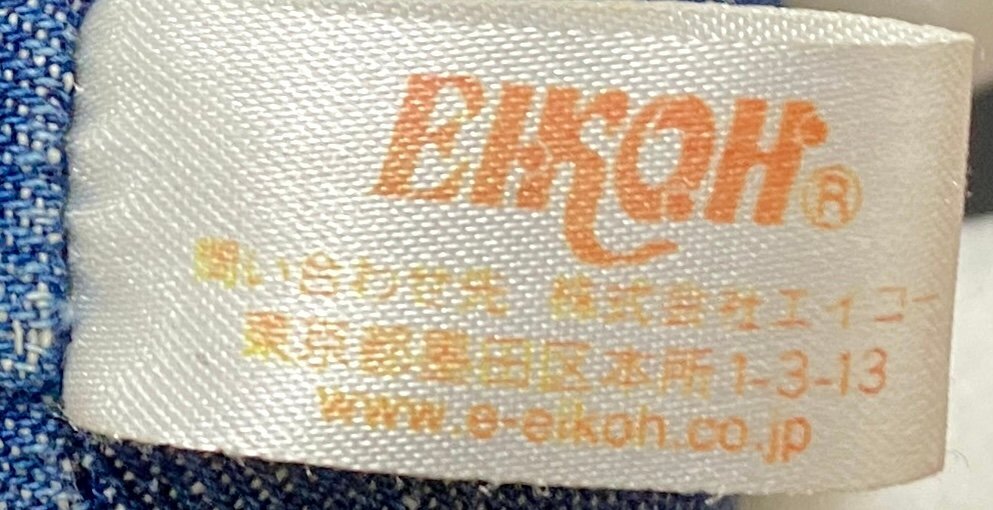 EIKOH®
問い合わせ先 株式会社エイコー
東京都墨田区本所1-3-13
www.e-eikoh.co.jp